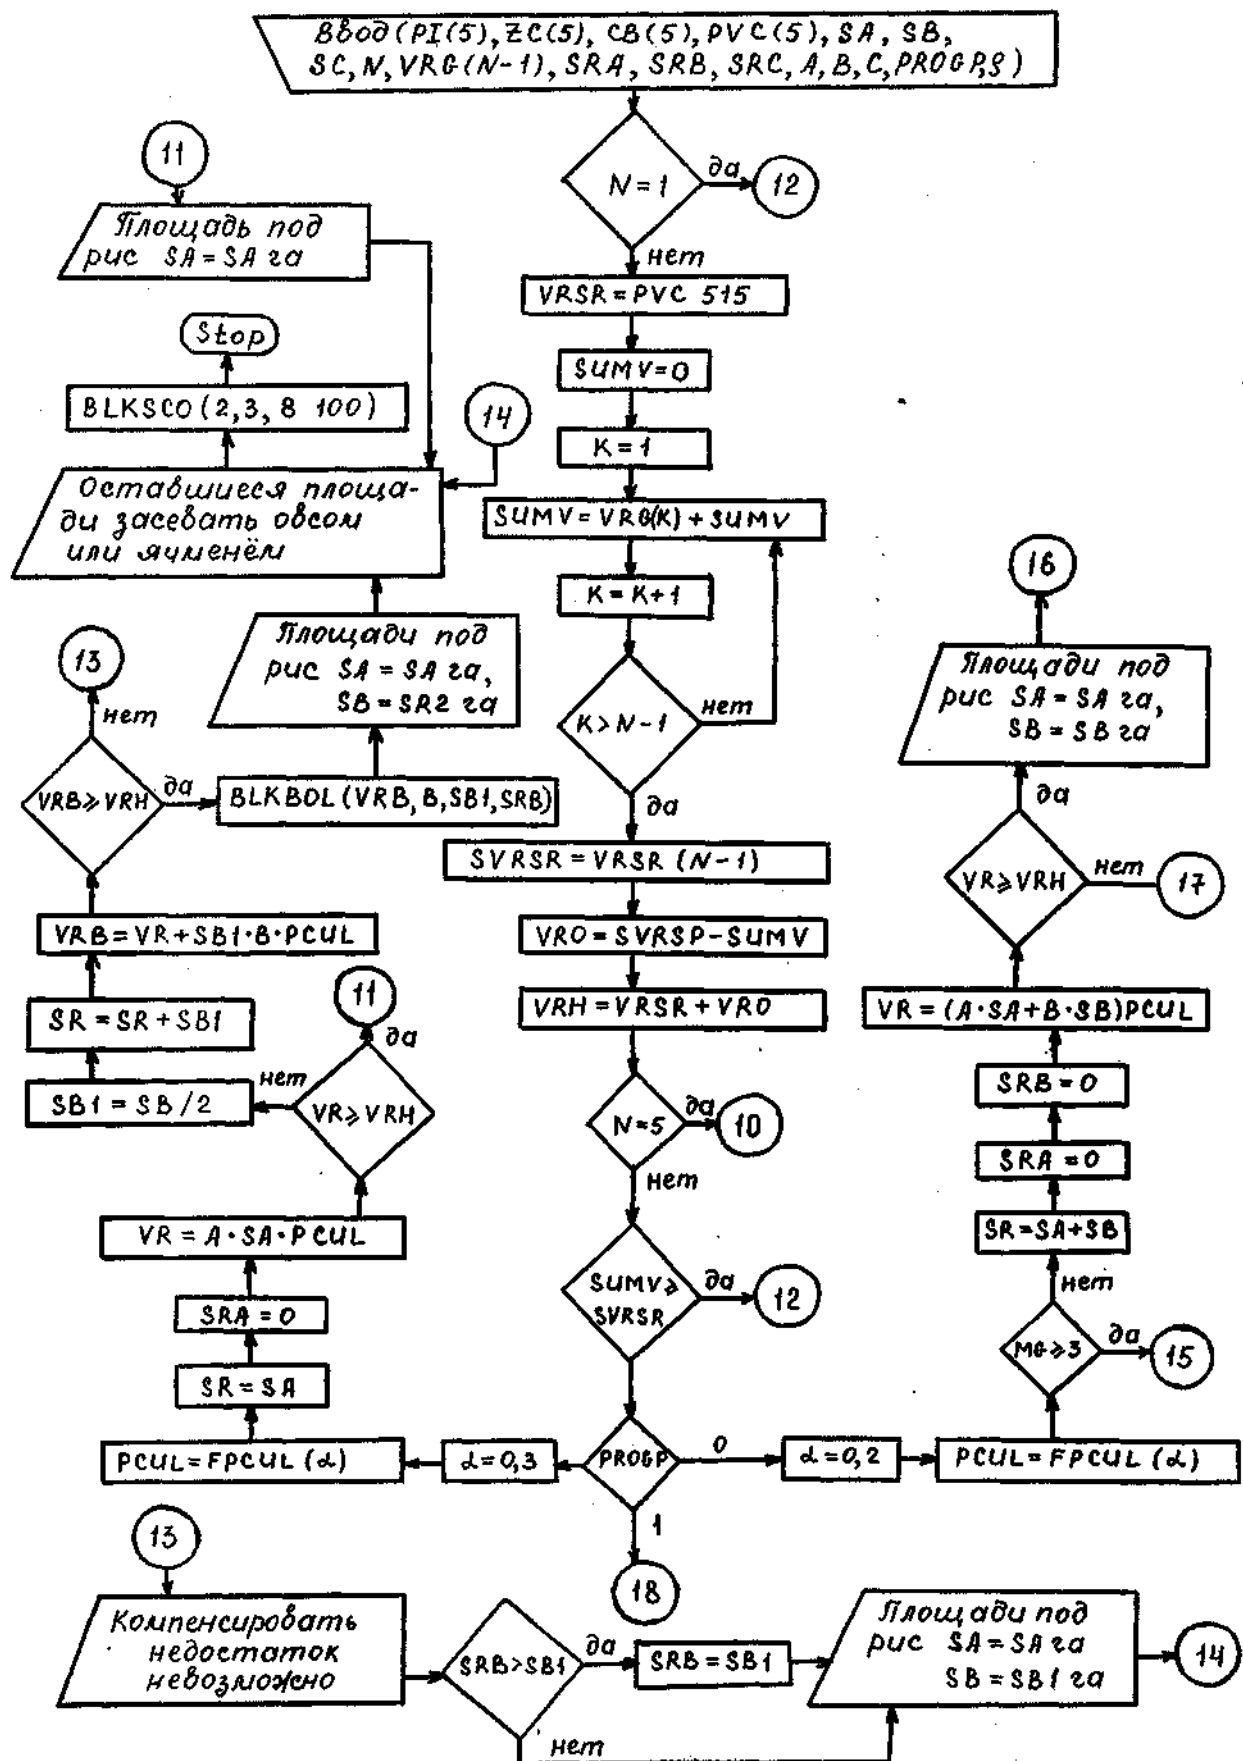 Ввод (PI(5), ZC(5), CB(5), PVC(5), SA, SB,
SC, N, VRG(N-1), SRA, SRB, SRC, A, B, C, PROGP, S)
N=1
да
12
нет
VRSR=PVC 515
SUMV=0
K=1
SUMV=VRG(K)+SUMV
K=K+1
K>N-1
нет
да
SVRSR=VRSR (N-1)
VRO=SVRSP-SUMV
VRH=VRSR+VRO
N=5
да
10
нет
SUMV≥
SVRSR
да
12
PROGP
0
1
18
α=0,3
α=0,2
11
Площадь под
рис SA=SA га
Stop
BLKSCO(2,3, 8 100)
14
Оставшиеся площа-
ди засевать овсом
или ячменём
Площади под
рис SA=SA га,
SB=SR2 га
13
нет
VRB≥VRH
да
BLKBOL(VRB, B, SB1, SRB)
VRB=VR+SB1·B·PCUL
SR=SR+SB1
SB1=SB/2
нет
11
да
VR≥VRH
VR=A·SA·PCUL
SRA=0
SR=SA
PCUL=FPCUL(α)
16
Площади под
рис SA=SA га,
SB=SB га
да
VR≥VRH
нет
17
VR=(A·SA+B·SB)PCUL
SRB=0
SRA=0
SR=SA+SB
нет
MG≥3
да
15
PCUL=FPCUL(α)
13
Компенсировать
недостаток
невозможно
SRB>SB1
да
SRB=SB1
нет
Площади под
рис SA=SA га
SB=SB1 га
14